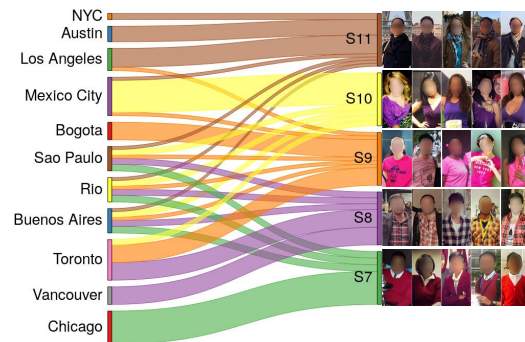 NYC
Austin
Los Angeles
Mexico City
Bogota
Sao Paulo
Rio
Buenos Aires
Toronto
Vancouver
Chicago
S11
S10
S9
S8
S7